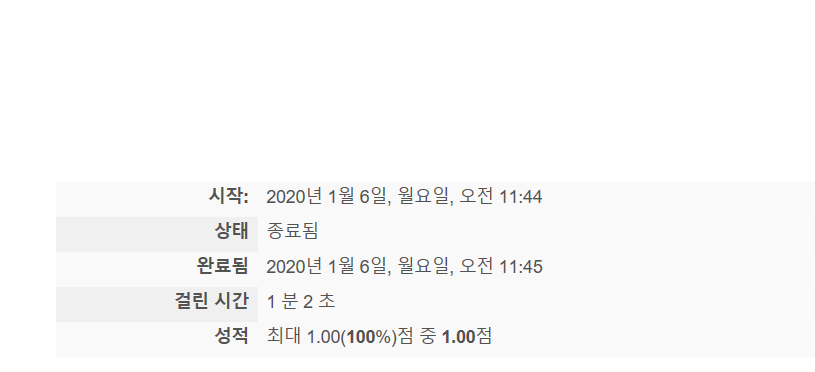 시작: 2020년 1월 6일, 월요일, 오전 11:44
상태 종료됨
완료됨 2020년 1월 6일, 월요일, 오전 11:45
걸린 시간 1 분 2 초
성적 최대 1.00(100%)점 중 1.00점